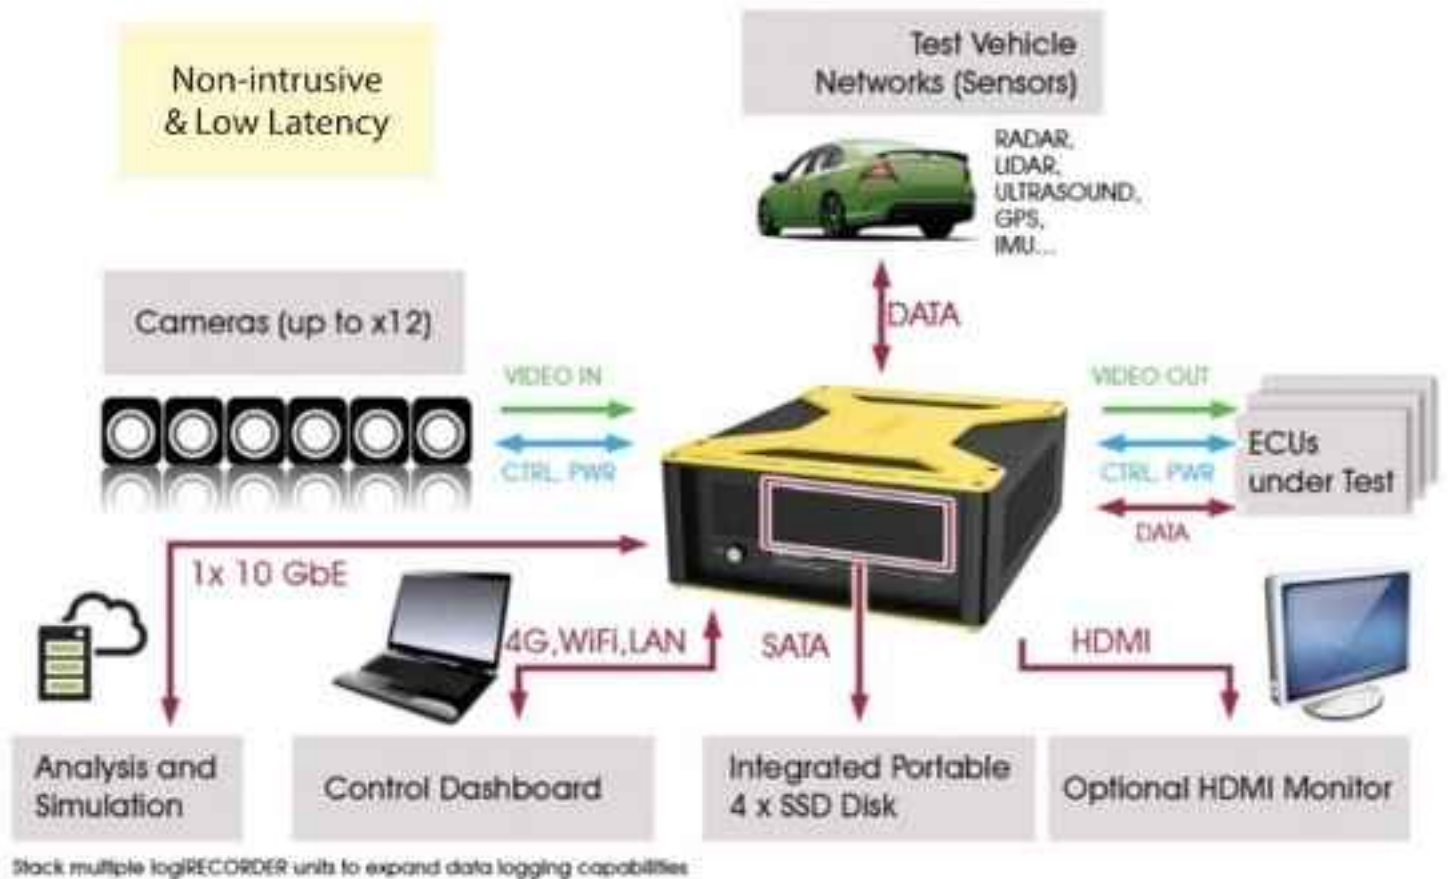 Non-intrusive
& Low Latency
Test Vehicle
Networks (Sensors)
RADAR,
LIDAR,
ULTRASOUND,
GPS,
IMU...
DATA
Cameras (up to x12)
VIDEO IN
CTRL, PWR
VIDEO OUT
CTRL, PWR
DATA
ECUs
under Test
1x 10 GbE
4G,WiFi,LAN
SATA
HDMI
Analysis and
Simulation
Control Dashboard
Integrated Portable
4 x SSD Disk
Optional HDMI Monitor
Stack multiple logiRECORDER units to expand data logging capabilities